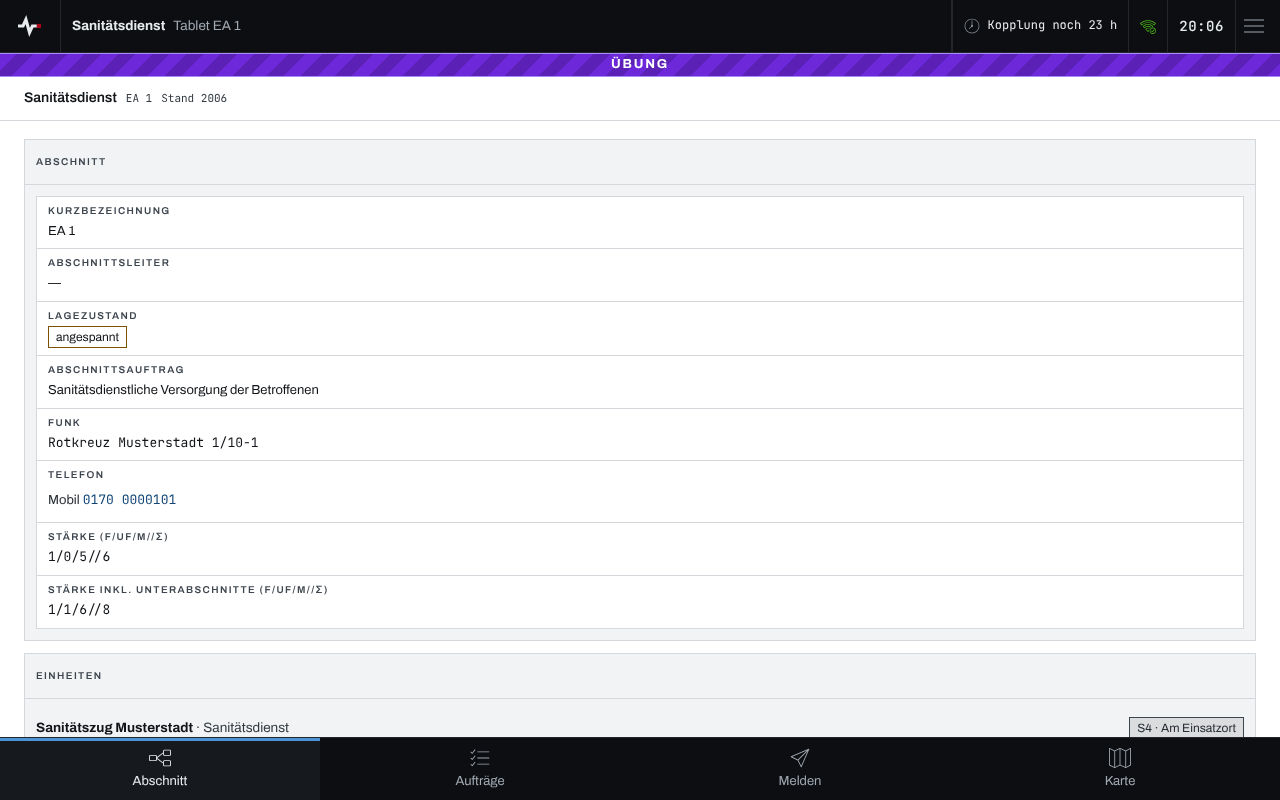 Sanitätsdienst Tablet EA 1
Kopplung noch 23 h
20:06
ÜBUNG
Sanitätsdienst EA 1 Stand 2006
ABSCHNITT
KURZBEZEICHNUNG
EA 1
ABSCHNITTSLEITER
—
LAGEZUSTAND
angespannt
ABSCHNITTSAUFTRAG
Sanitätsdienstliche Versorgung der Betroffenen
FUNK
Rotkreuz Musterstadt 1/10-1
TELEFON
Mobil 0170 0000101
STÄRKE (F/UF/M//Σ)
1/0/5//6
STÄRKE INKL. UNTERABSCHNITTE (F/UF/M//Σ)
1/1/6//8
EINHEITEN
Sanitätszug Musterstadt · Sanitätsdienst
S4 · Am Einsatzort
Abschnitt
Aufträge
Melden
Karte